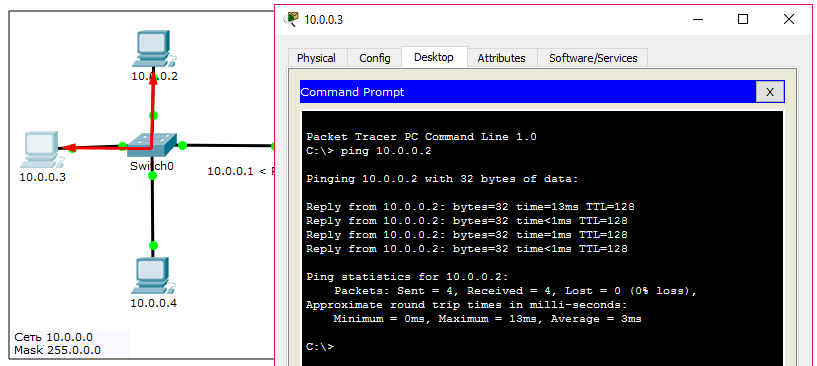 10.0.0.2
10.0.0.3
Switch0
10.0.0.1 <
10.0.0.4
Сеть 10.0.0.0
Mask 255.0.0.0
10.0.0.3
Physical Config Desktop Attributes Software/Services
Command Prompt X
Packet Tracer PC Command Line 1.0
C:\> ping 10.0.0.2
Pinging 10.0.0.2 with 32 bytes of data:
Reply from 10.0.0.2: bytes=32 time=13ms TTL=128
Reply from 10.0.0.2: bytes=32 time<1ms TTL=128
Reply from 10.0.0.2: bytes=32 time=1ms TTL=128
Reply from 10.0.0.2: bytes=32 time<1ms TTL=128
Ping statistics for 10.0.0.2:
Packets: Sent = 4, Received = 4, Lost = 0 (0% loss),
Approximate round trip times in milli-seconds:
Minimum = 0ms, Maximum = 13ms, Average = 3ms
C:\>